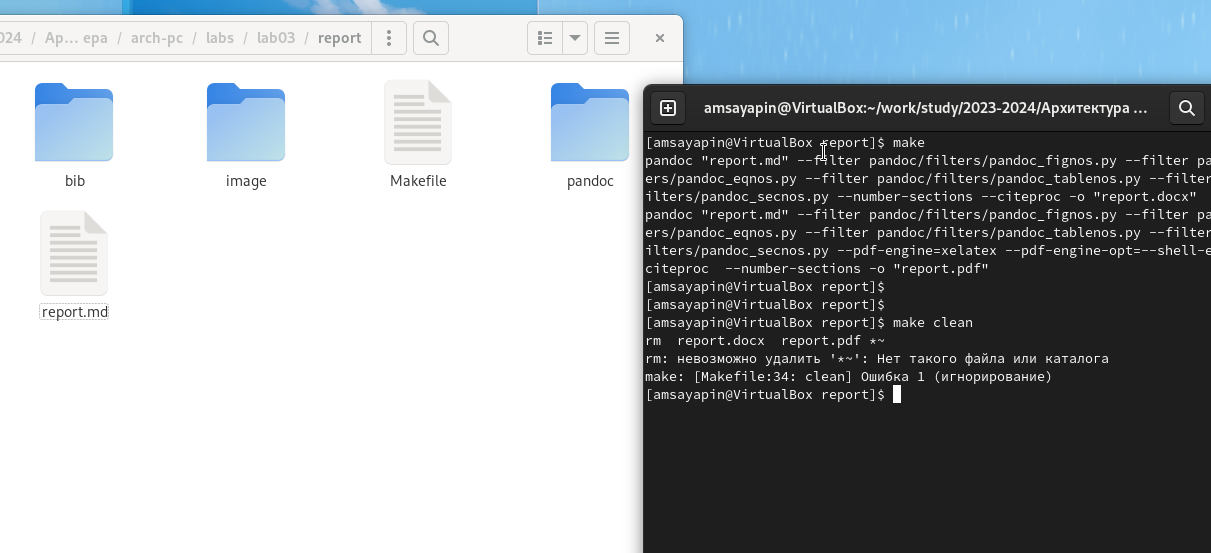 024 / Ap… ера / arch-pc / labs / lab03 / report
bib
image
Makefile
pandoc
report.md
amsayapin@VirtualBox:~/work/study/2023-2024/Архитектура …
[amsayapin@VirtualBox report]$ make
pandoc "report.md" --filter pandoc/filters/pandoc_fignos.py --filter pa
ers/pandoc_eqnos.py --filter pandoc/filters/pandoc_tablenos.py --filter
ilters/pandoc_secnos.py --number-sections --citeproc -o "report.docx"
pandoc "report.md" --filter pandoc/filters/pandoc_fignos.py --filter pa
ers/pandoc_eqnos.py --filter pandoc/filters/pandoc_tablenos.py --filter
ilters/pandoc_secnos.py --pdf-engine=xelatex --pdf-engine-opt=--shell-e
citeproc  --number-sections -o "report.pdf"
[amsayapin@VirtualBox report]$
[amsayapin@VirtualBox report]$
[amsayapin@VirtualBox report]$ make clean
rm  report.docx  report.pdf *~
rm: невозможно удалить '*~': Нет такого файла или каталога
make: [Makefile:34: clean] Ошибка 1 (игнорирование)
[amsayapin@VirtualBox report]$